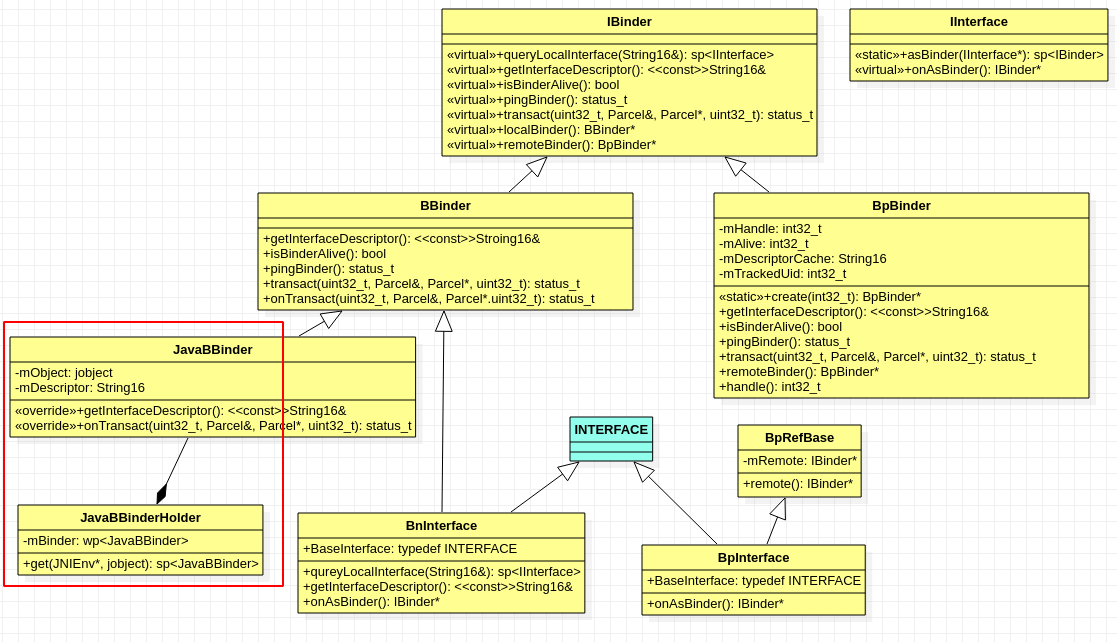 IBinder
«virtual»+queryLocalInterface(String16&): sp<IInterface>
«virtual»+getInterfaceDescriptor(): <<const>>String16&
«virtual»+isBinderAlive(): bool
«virtual»+pingBinder(): status_t
«virtual»+transact(uint32_t, Parcel&, Parcel*, uint32_t): status_t
«virtual»+localBinder(): BBinder*
«virtual»+remoteBinder(): BpBinder*
IInterface
«static»+asBinder(IInterface*): sp<IBinder>
«virtual»+onAsBinder(): IBinder*
BBinder
+getInterfaceDescriptor(): <<const>>Stroing16&
+isBinderAlive(): bool
+pingBinder(): status_t
+transact(uint32_t, Parcel&, Parcel*, uint32_t): status_t
+onTransact(uint32_t, Parcel&, Parcel*.uint32_t): status_t
BpBinder
-mHandle: int32_t
-mAlive: int32_t
-mDescriptorCache: String16
-mTrackedUid: int32_t
«static»+create(int32_t): BpBinder*
+getInterfaceDescriptor(): <<const>>String16&
+isBinderAlive(): bool
+pingBinder(): status_t
+transact(uint32_t, Parcel&, Parcel*, uint32_t): status_t
+remoteBinder(): BpBinder*
+handle(): int32_t
JavaBBinder
-mObject: jobject
-mDescriptor: String16
«override»+getInterfaceDescriptor(): <<const>>String16&
«override»+onTransact(uint32_t, Parcel&, Parcel*, uint32_t): status_t
INTERFACE
BpRefBase
-mRemote: IBinder*
+remote(): IBinder*
JavaBBinderHolder
-mBinder: wp<JavaBBinder>
+get(JNIEnv*, jobject): sp<JavaBBinder>
BnInterface
+BaseInterface: typedef INTERFACE
+qureyLocalInterface(String16&): sp<IInterface>
+getInterfaceDescriptor(): <<const>>String16&
+onAsBinder(): IBinder*
BpInterface
+BaseInterface: typedef INTERFACE
+onAsBinder(): IBinder*